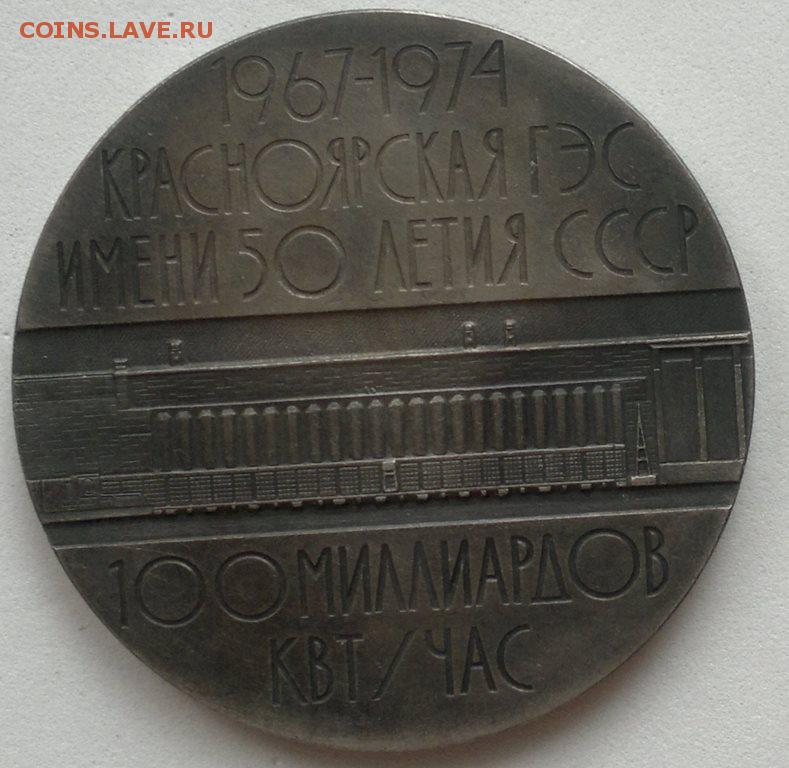 COINS.LAVE.RU
1967-1974
КРАСНОЯРСКАЯ ГЭС
ИМЕНИ 50 ЛЕТИЯ СССР
100 МИЛЛИАРДОВ
КВТ/ЧАС